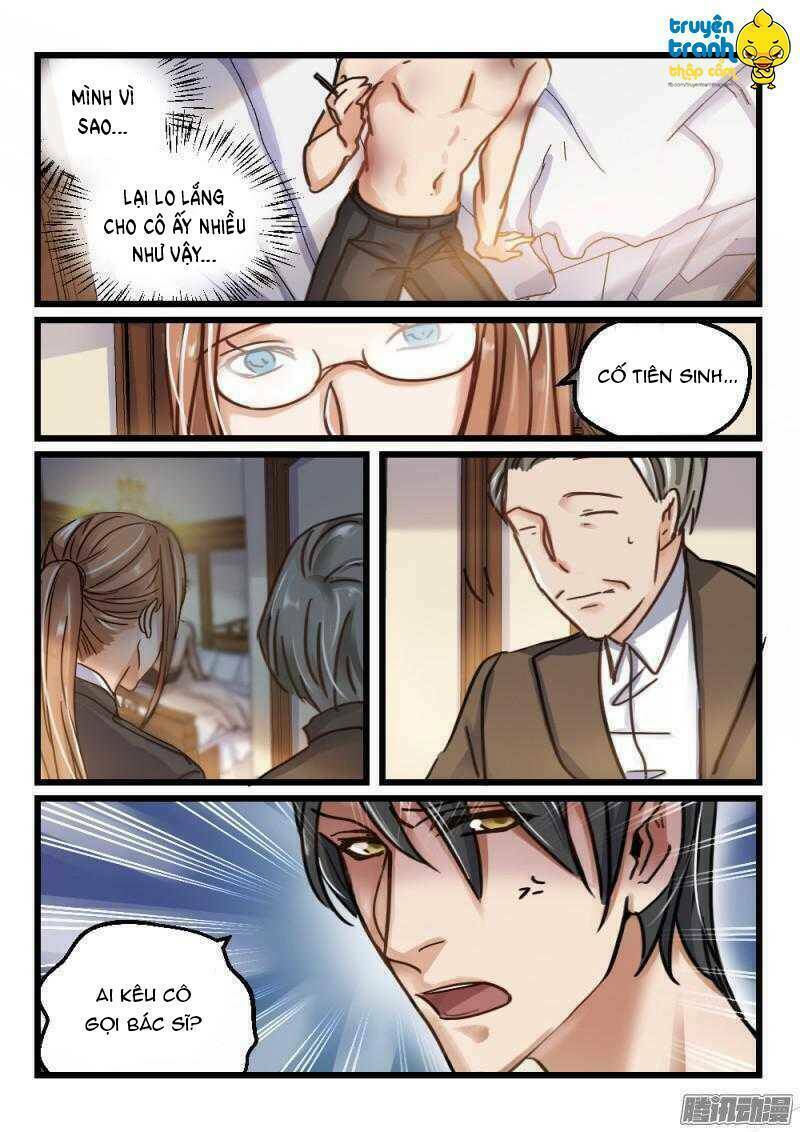 truyện
tranh
thập cẩm
MÌNH VÌ
SAO...
LẠI LO LẮNG
CHO CÔ ẤY NHIỀU
NHƯ VẬY...
CỐ TIÊN SINH...
AI KÊU CÔ
GỌI BÁC SĨ?
腾讯动漫